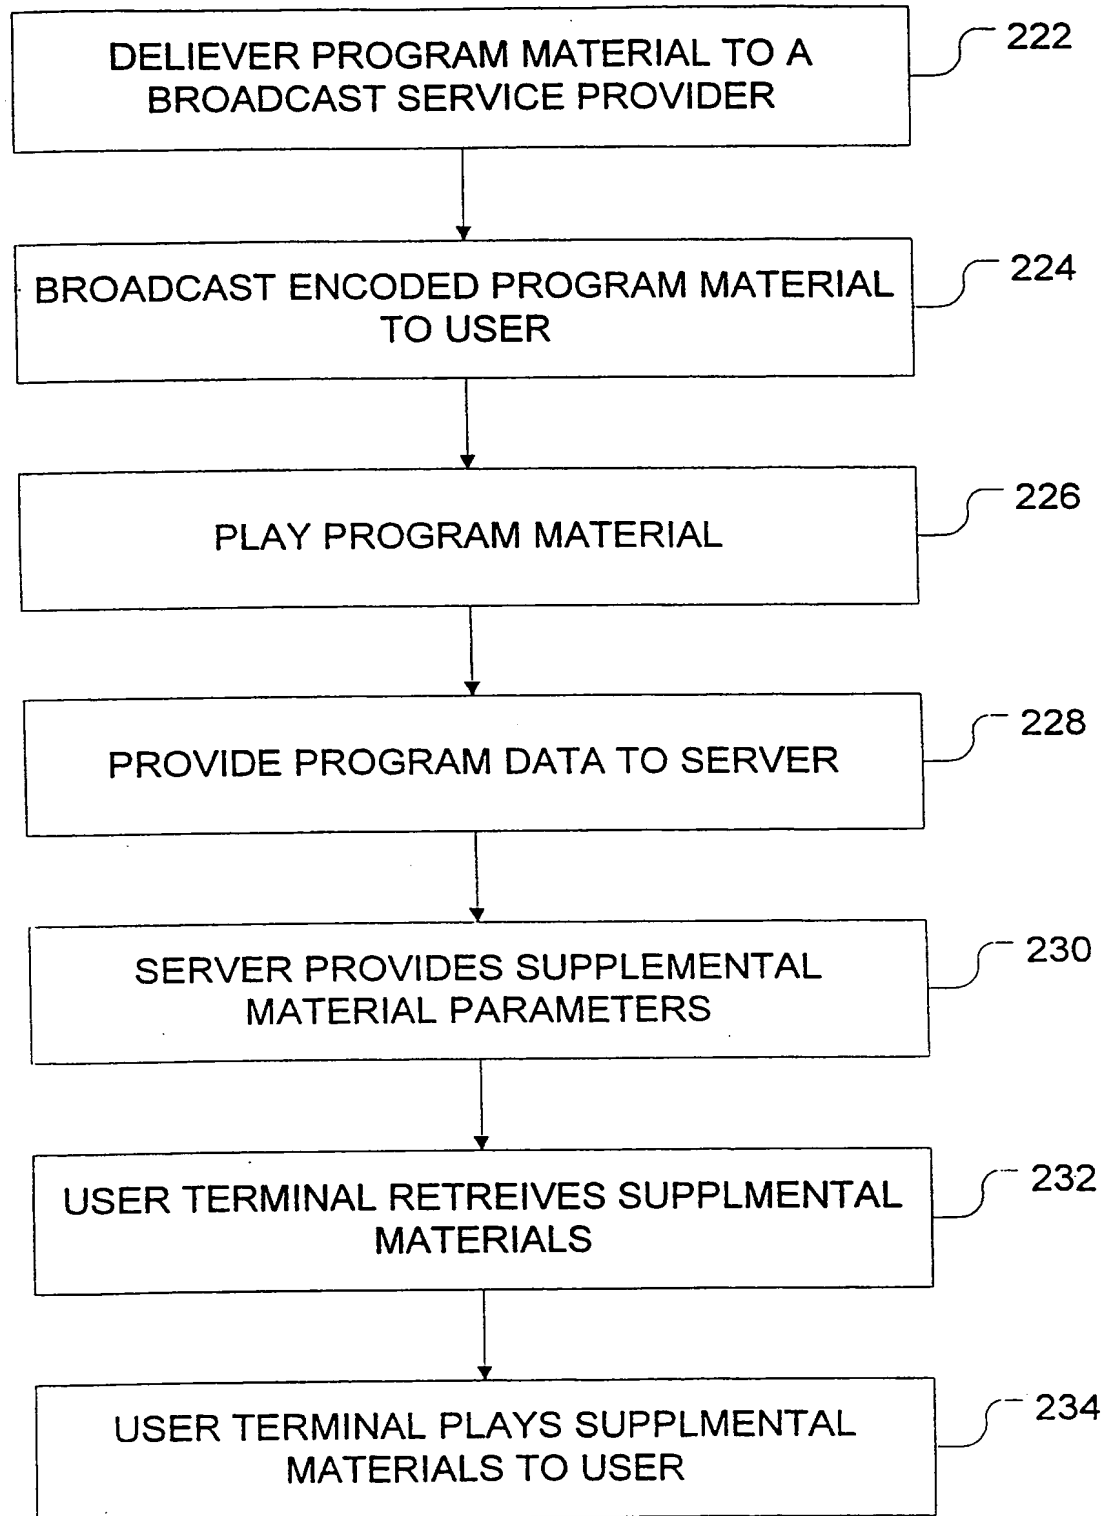 DELIEVER PROGRAM MATERIAL TO A
BROADCAST SERVICE PROVIDER
222
BROADCAST ENCODED PROGRAM MATERIAL
TO USER
224
PLAY PROGRAM MATERIAL
226
PROVIDE PROGRAM DATA TO SERVER
228
SERVER PROVIDES SUPPLEMENTAL
MATERIAL PARAMETERS
230
USER TERMINAL RETREIVES SUPPLMENTAL
MATERIALS
232
USER TERMINAL PLAYS SUPPLMENTAL
MATERIALS TO USER
234